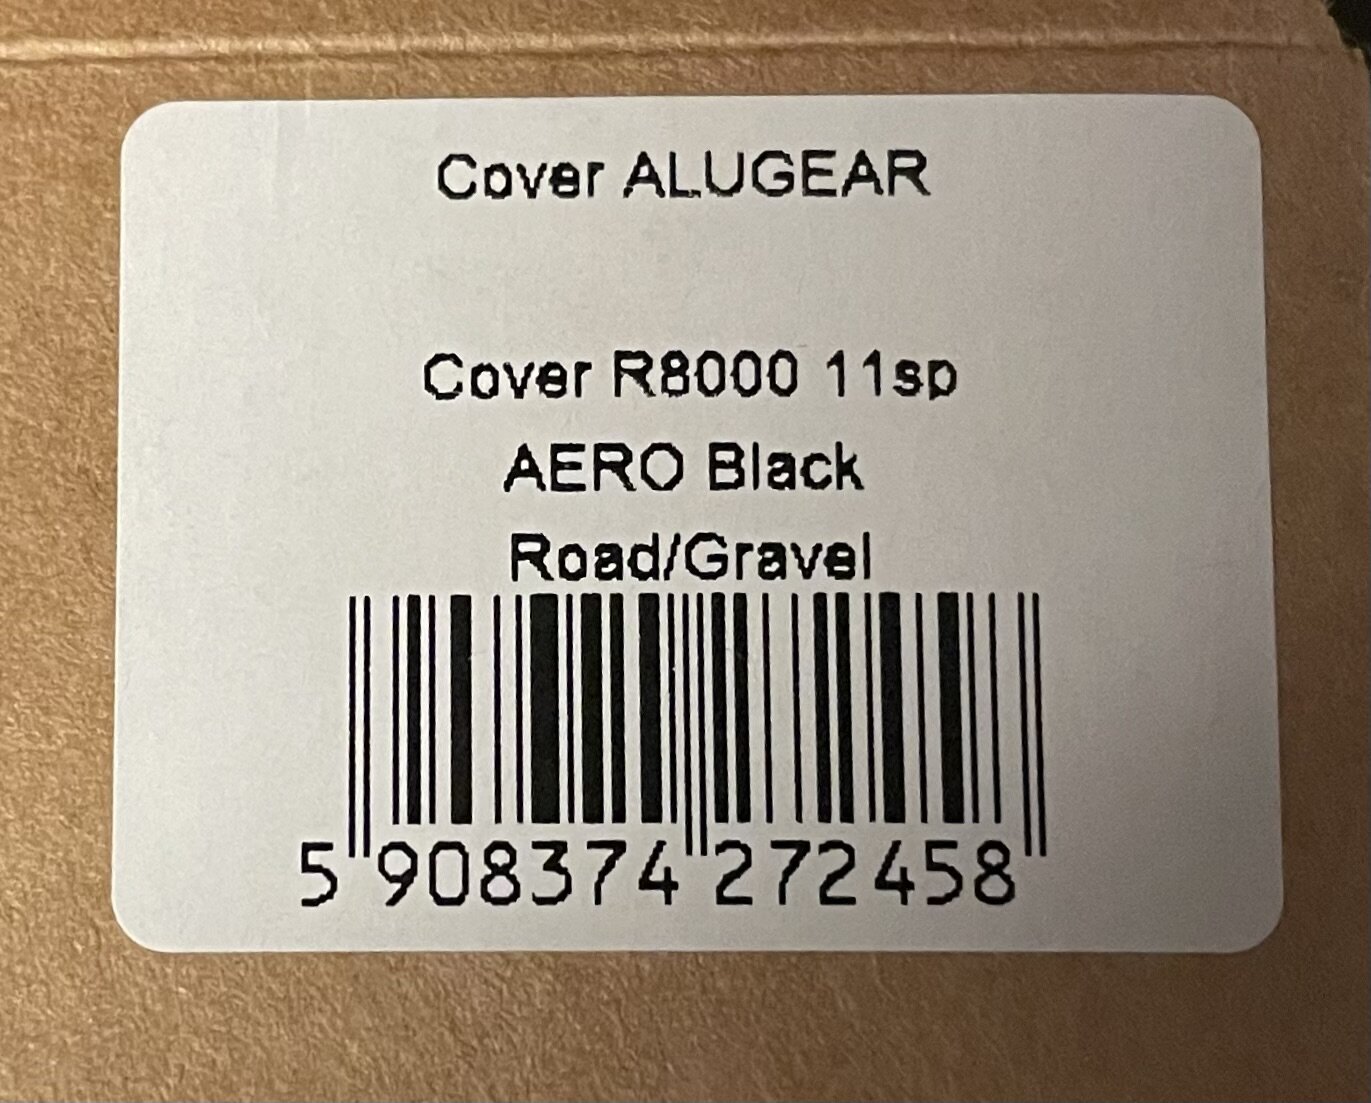 Cover ALUGEAR
Cover R8000 11sp
AERO Black
Road/Gravel
5 908374 272458